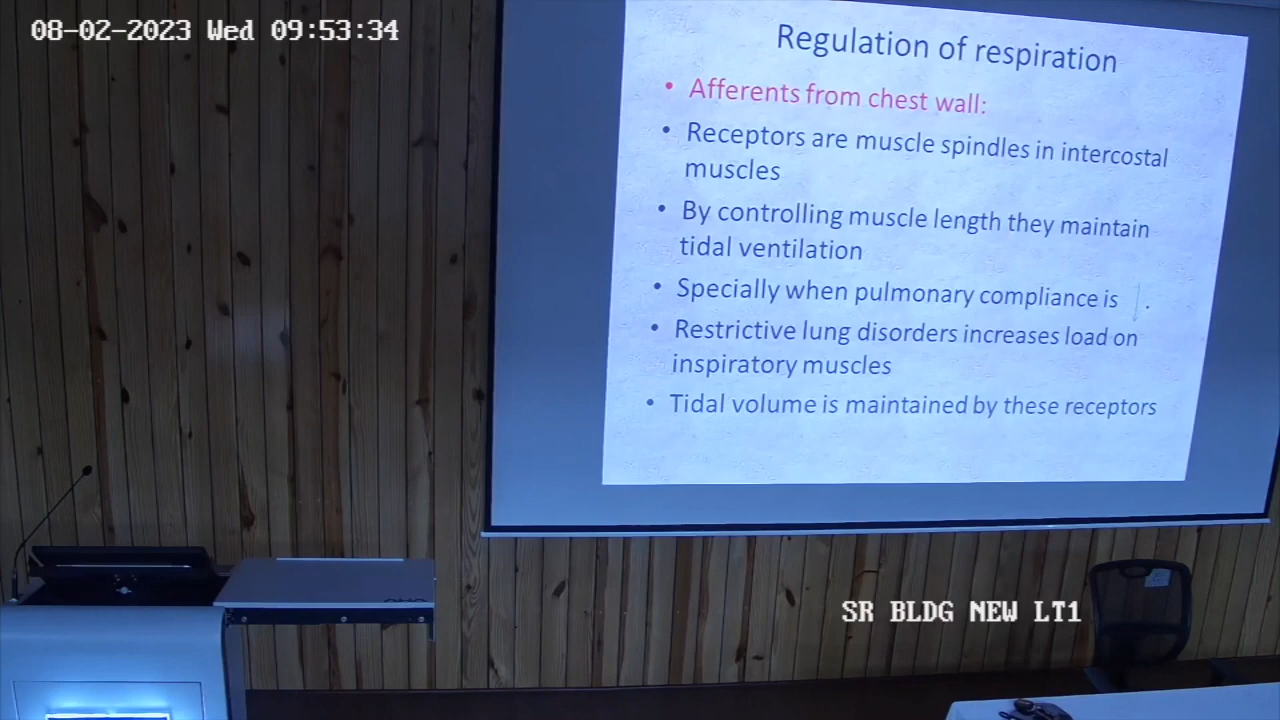 08-02-2023 Wed 09:53:34
Regulation of respiration
• Afferents from chest wall:
• Receptors are muscle spindles in intercostal
muscles
• By controlling muscle length they maintain
tidal ventilation
• Specially when pulmonary compliance is ↓.
• Restrictive lung disorders increases load on
inspiratory muscles
• Tidal volume is maintained by these receptors
SR BLDG NEW LT1